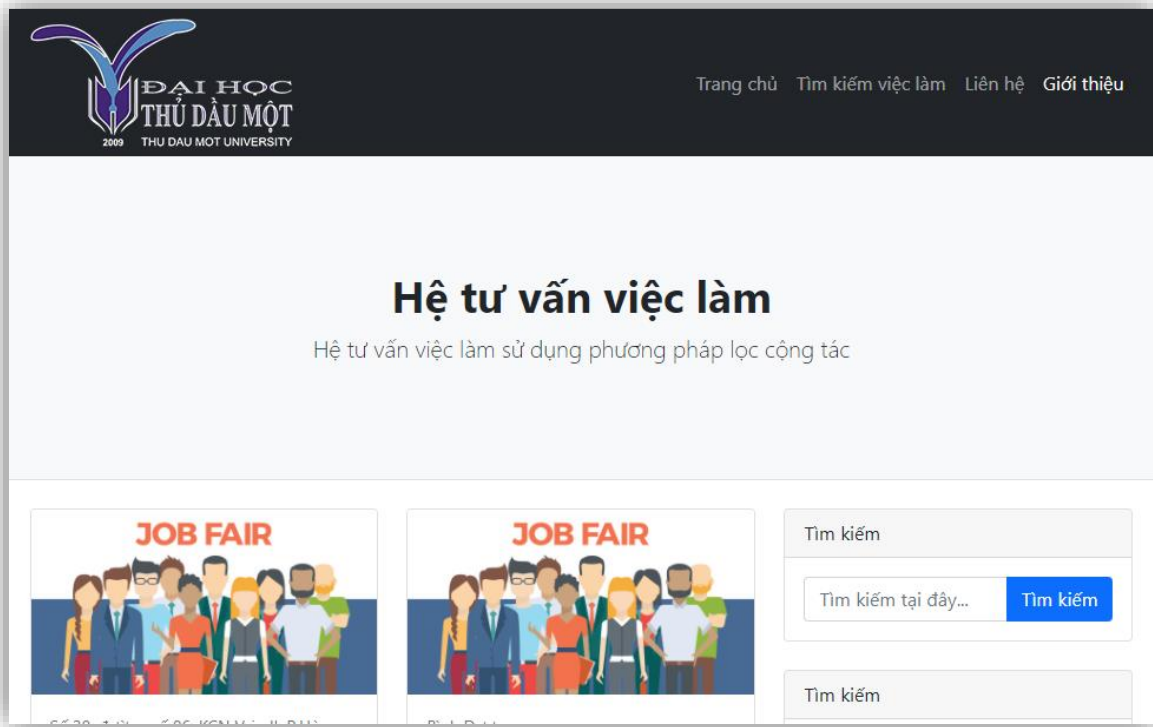 ĐẠI HỌC
THỦ DẦU MỘT
2009 THU DAU MOT UNIVERSITY
Trang chủ Tìm kiếm việc làm Liên hệ Giới thiệu
Hệ tư vấn việc làm
Hệ tư vấn việc làm sử dụng phương pháp lọc cộng tác
JOB FAIR
JOB FAIR
Tìm kiếm
Tìm kiếm tại đây... Tìm kiếm
Tìm kiếm